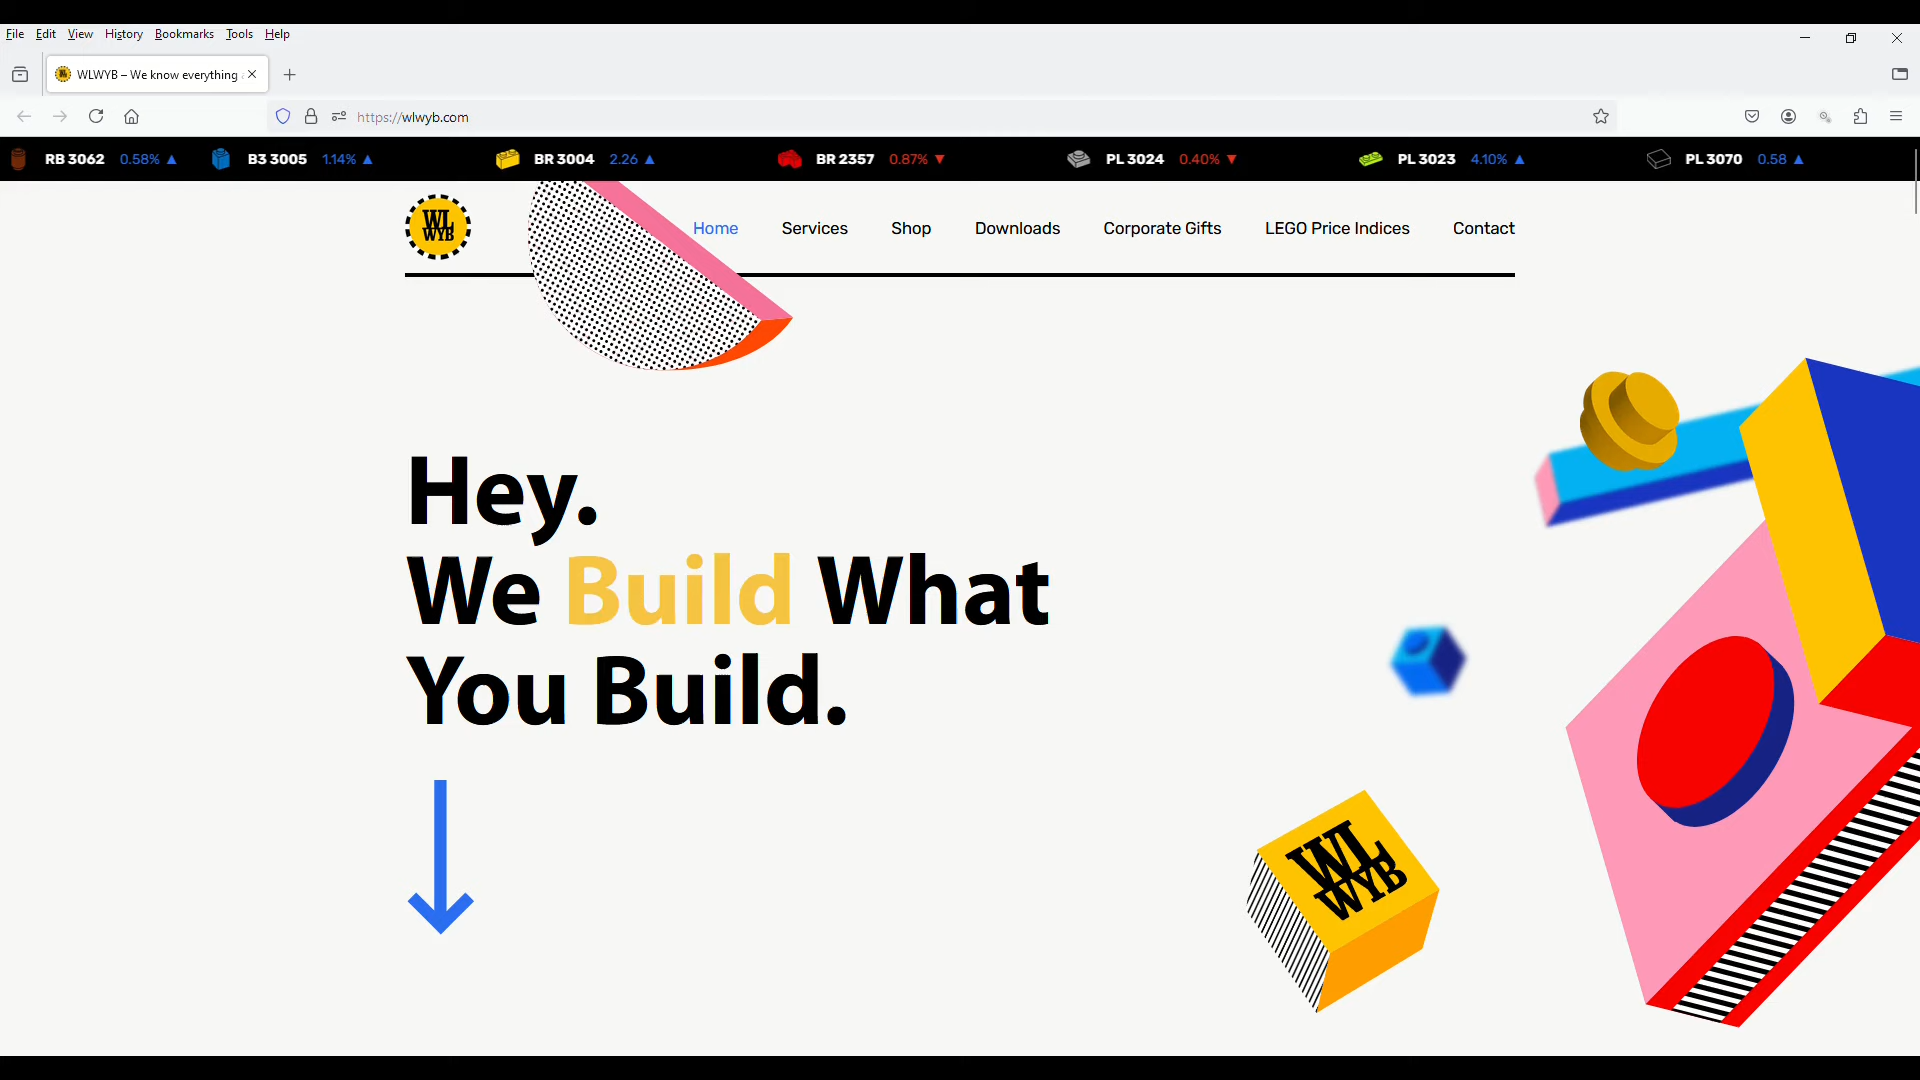 File Edit View History Bookmarks Tools Help
WLWYB – We know everything
https://wlwyb.com
RB 3062 0.58% ▲ B3 3005 1.14% ▲ BR 3004 2.26 ▲ BR 2357 0.87% ▼ PL 3024 0.40% ▼ PL 3023 4.10% ▲ PL 3070 0.58 ▲
WL
WYB
Home Services Shop Downloads Corporate Gifts LEGO Price Indices Contact
Hey.
We Build What
You Build.
WL
WYB